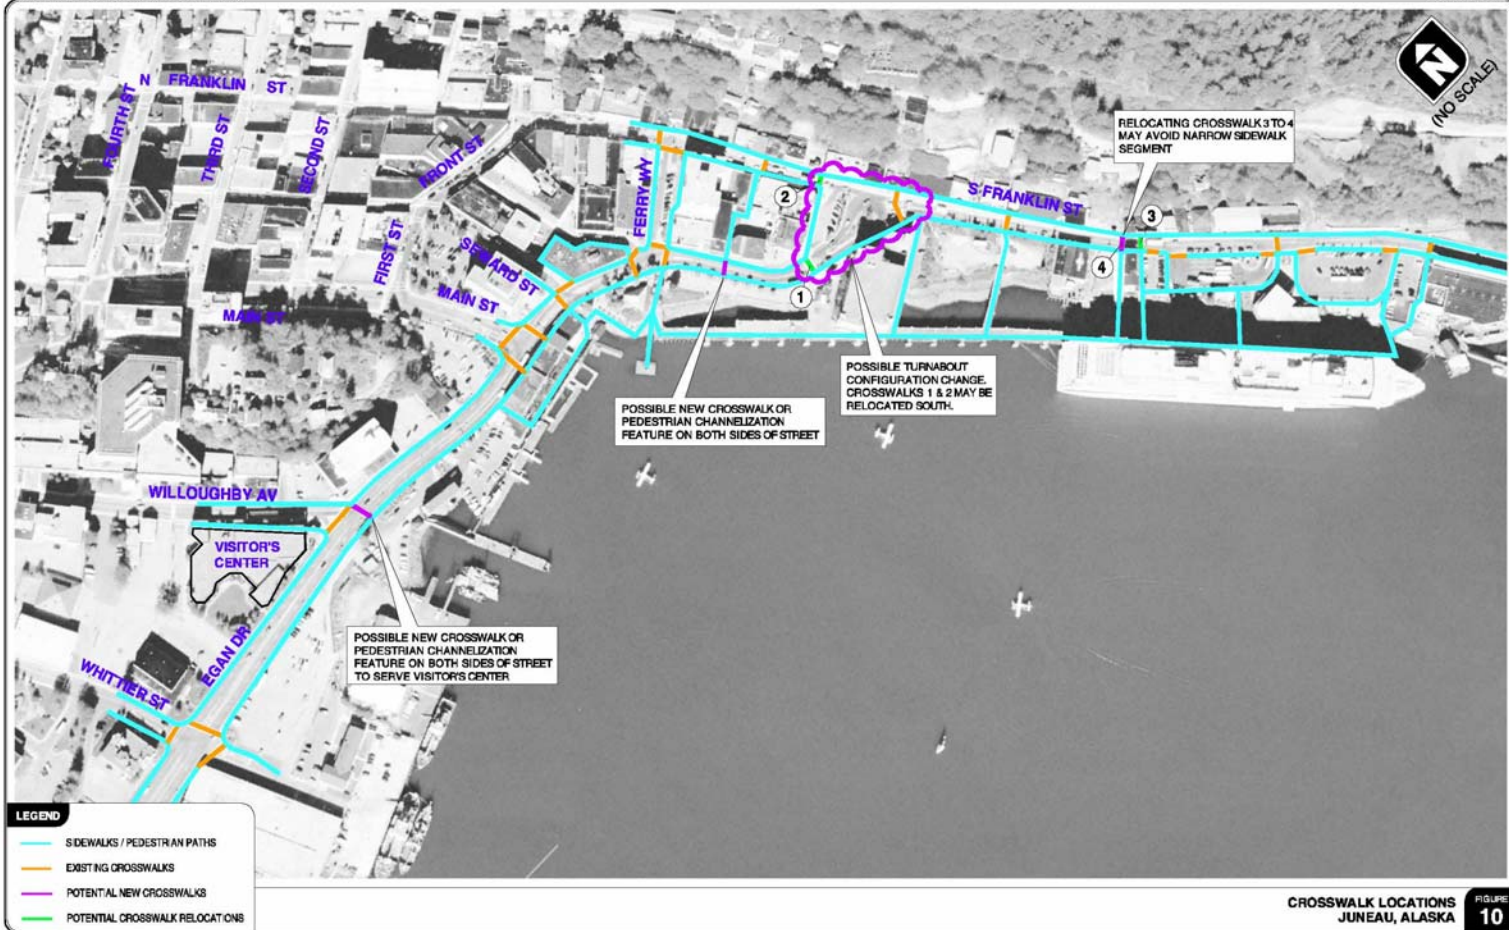 N FRANKLIN ST
FOURTH ST
THIRD ST
SECOND ST
FRONT ST
FIRST ST
SEWARD ST
MAIN ST
MAIN ST
FERRY WY
S FRANKLIN ST
N
(NO SCALE)
RELOCATING CROSSWALK 3 TO 4
MAY AVOID NARROW SIDEWALK
SEGMENT
2
3
4
1
POSSIBLE TURNABOUT
CONFIGURATION CHANGE.
CROSSWALKS 1 & 2 MAY BE
RELOCATED SOUTH.
POSSIBLE NEW CROSSWALK OR
PEDESTRIAN CHANNELIZATION
FEATURE ON BOTH SIDES OF STREET
WILLOUGHBY AV
VISITOR'S
CENTER
EGAN DR
WHITTIER ST
POSSIBLE NEW CROSSWALK OR
PEDESTRIAN CHANNELIZATION
FEATURE ON BOTH SIDES OF STREET
TO SERVE VISITOR'S CENTER
LEGEND
SIDEWALKS / PEDESTRIAN PATHS
EXISTING CROSSWALKS
POTENTIAL NEW CROSSWALKS
POTENTIAL CROSSWALK RELOCATIONS
CROSSWALK LOCATIONS
JUNEAU, ALASKA
FIGURE
10